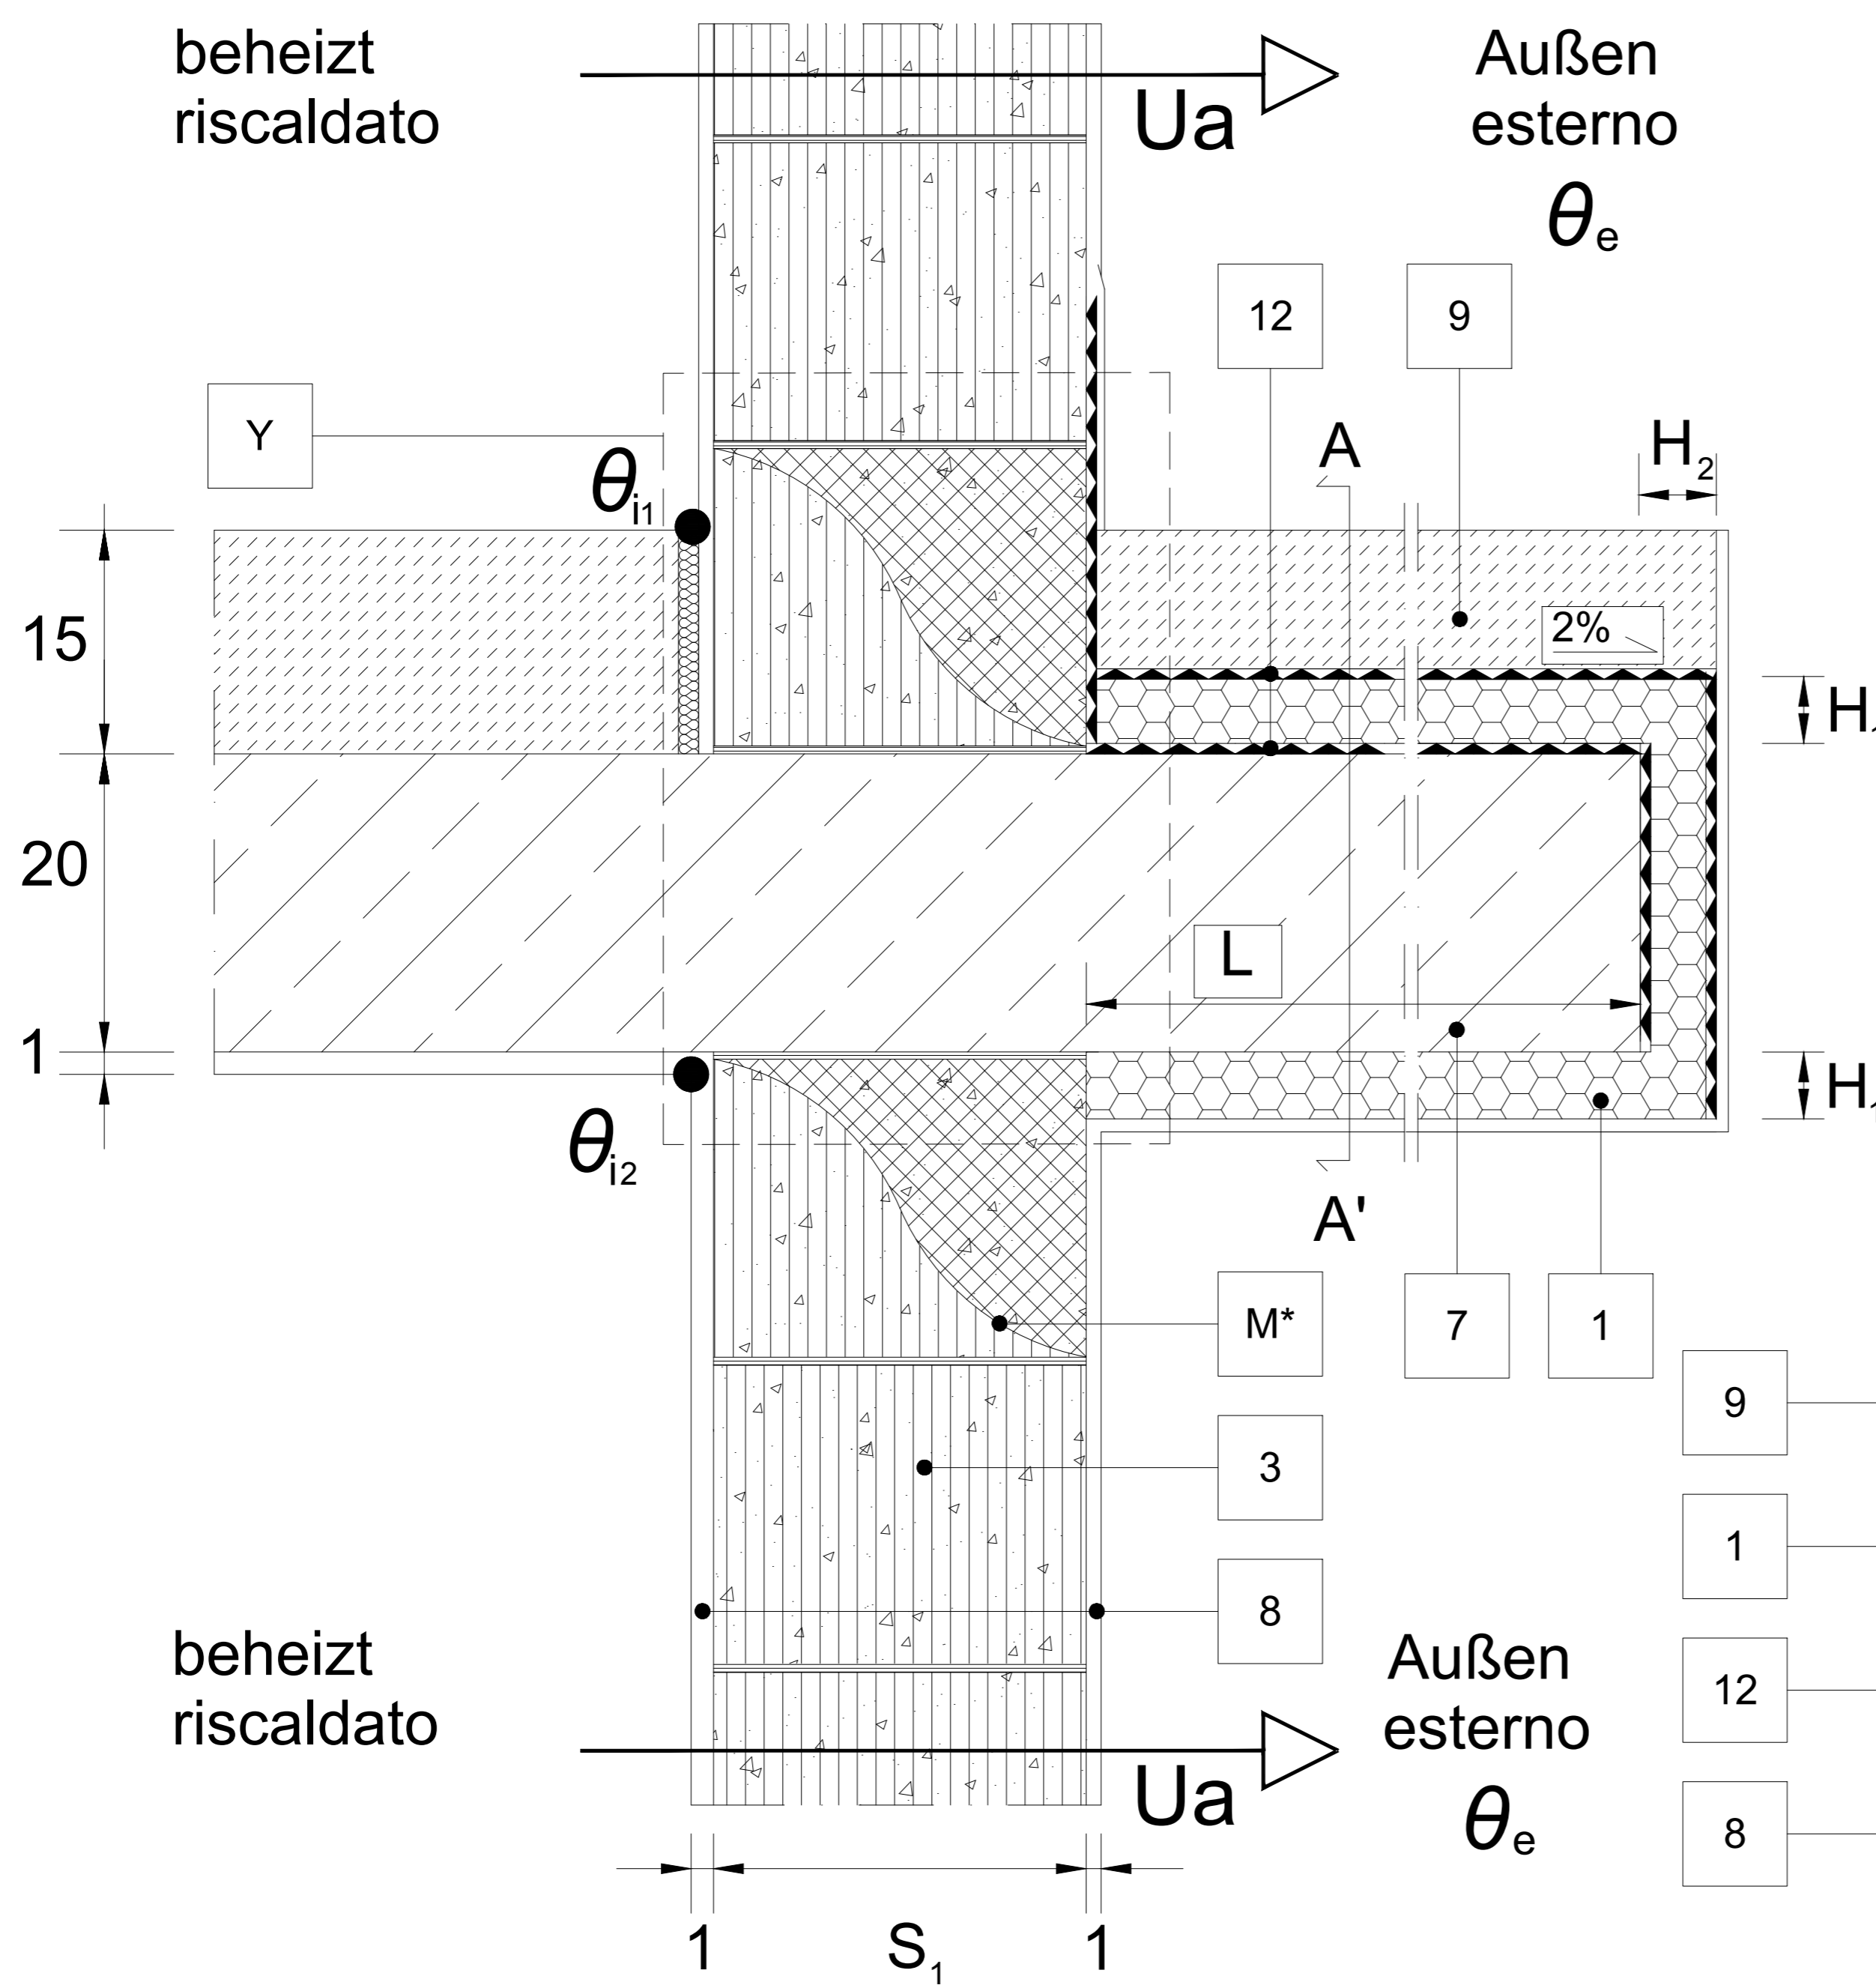 beheizt
riscaldato
Ua
Außen
esterno
θe
12
9
Y
θi1
A
H2
15
2%
H
20
L
1
H
θi2
A'
M*
7
1
9
3
1
8
12
beheizt
riscaldato
Außen
esterno
8
Ua
θe
1
S1
1